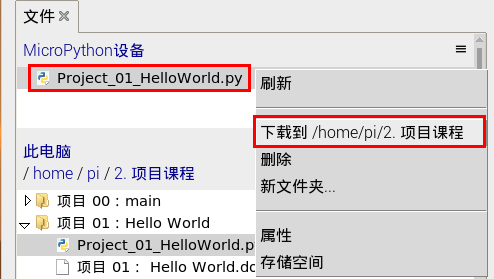 文件
MicroPython设备
Project_01_HelloWorld.py
刷新
下载到 /home/pi/2. 项目课程
删除
新文件夹...
属性
存储空间
此电脑
/ home / pi / 2. 项目课程
项目 00：main
项目 01：Hello World
Project_01_HelloWorld.p
项目 01： Hello World.do